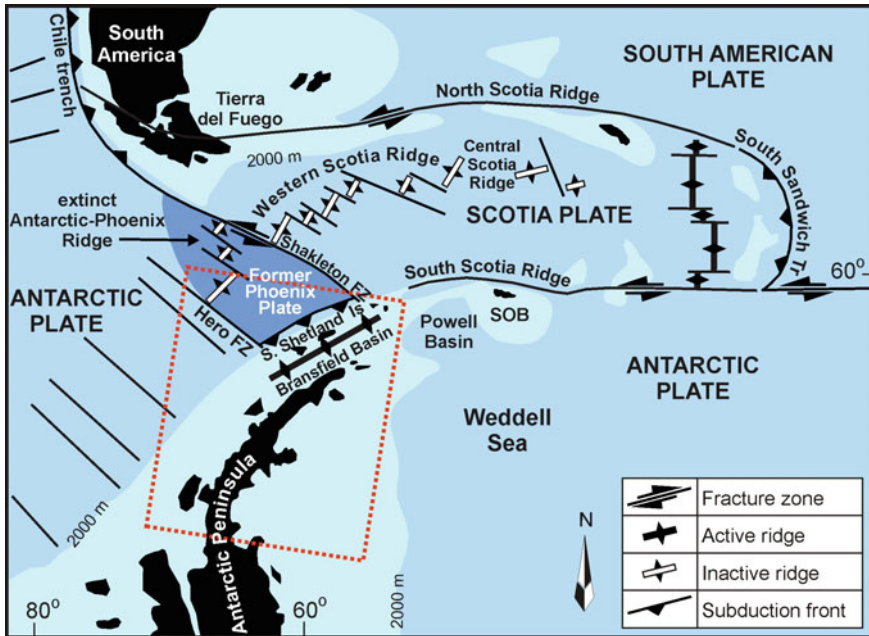 South
America
Chile trench
SOUTH AMERICAN
PLATE
Tierra
del Fuego
North Scotia Ridge
2000 m
Western Scotia Ridge
Central
Scotia
Ridge
South Sandwich Tr
extinct
Antarctic-Phoenix
Ridge
SCOTIA PLATE
Shakleton FZ
Former
Phoenix
Plate
South Scotia Ridge
60°
ANTARCTIC
PLATE
Hero FZ
S. Shetland Is
Bransfield Basin
Powell
Basin
SOB
ANTARCTIC
PLATE
Weddell
Sea
Antarctic Peninsula
2000 m
2000 m
N
Fracture zone
Active ridge
Inactive ridge
Subduction front
80°
60°